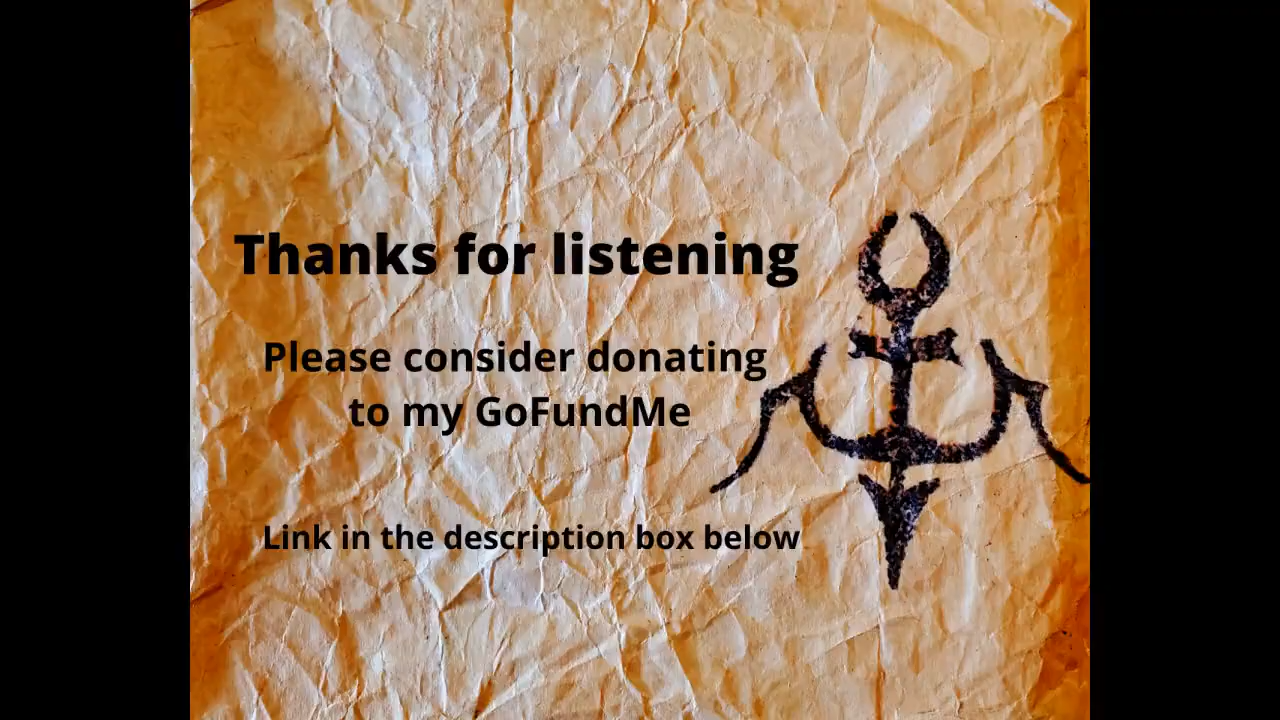 Thanks for listening
Please consider donating
to my GoFundMe
Link in the description box below